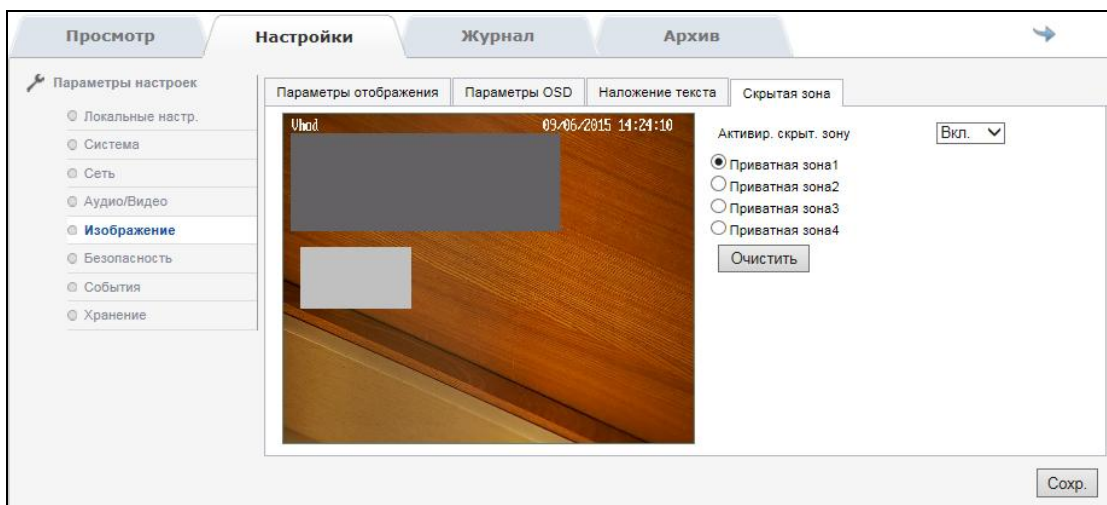 Просмотр Настройки Журнал Архив
Параметры настроек
Локальные настр.
Система
Сеть
Аудио/Видео
Изображение
Безопасность
События
Хранение
Параметры отображения Параметры OSD Наложение текста Скрытая зона
Vhod 09/06/2015 14:24:10
Активир. скрыт. зону Вкл.
Приватная зона1
Приватная зона2
Приватная зона3
Приватная зона4
Очистить
Сохр.